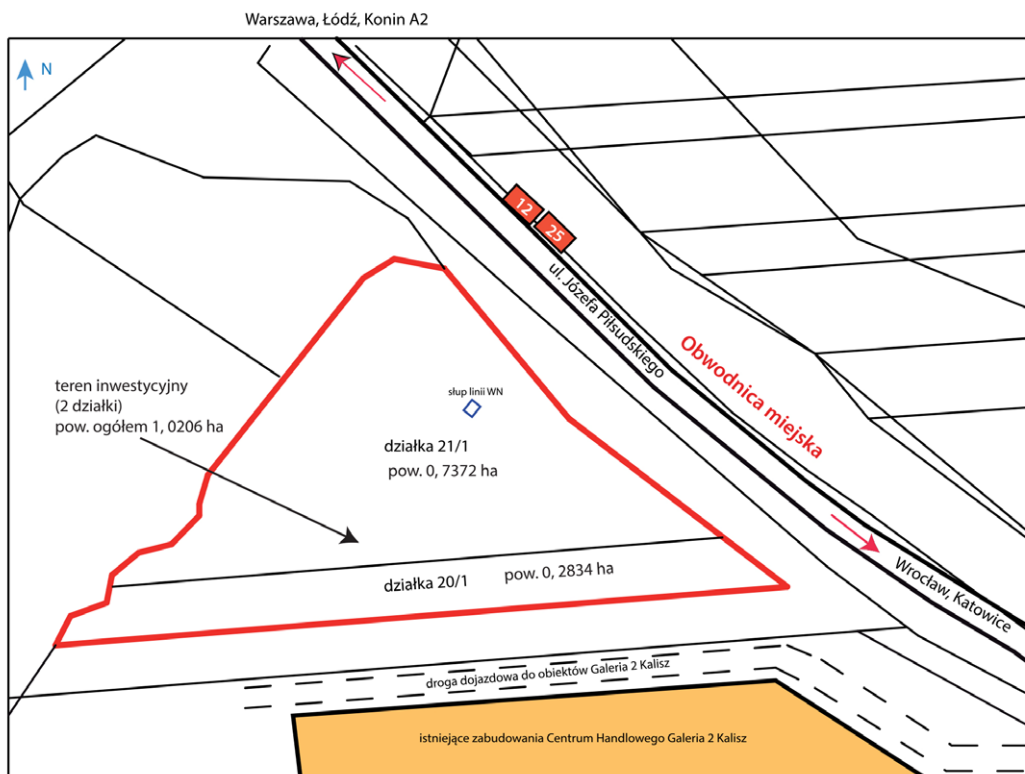 Warszawa, Łódź, Konin A2
N
12
25
ul. Józefa Piłsudskiego
Obwodnica miejska
teren inwestycyjny
(2 działki)
pow. ogółem 1, 0206 ha
słup linii WN
działka 21/1
pow. 0, 7372 ha
działka 20/1
pow. 0, 2834 ha
Wrocław, Katowice
droga dojazdowa do obiektów Galeria 2 Kalisz
istniejące zabudowania Centrum Handlowego Galeria 2 Kalisz